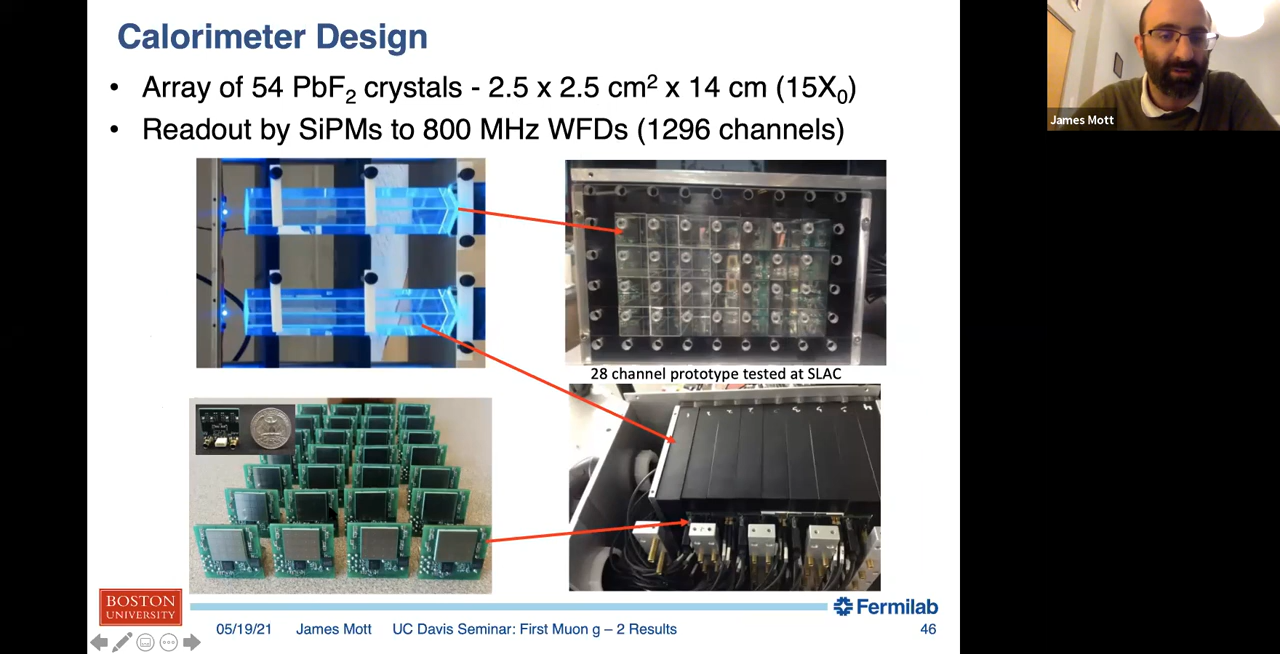 Calorimeter Design
• Array of 54 PbF2 crystals - 2.5 x 2.5 cm2 x 14 cm (15X0)
• Readout by SiPMs to 800 MHz WFDs (1296 channels)
28 channel prototype tested at SLAC
BOSTON
UNIVERSITY
Fermilab
05/19/21 James Mott UC Davis Seminar: First Muon g – 2 Results 46
James Mott